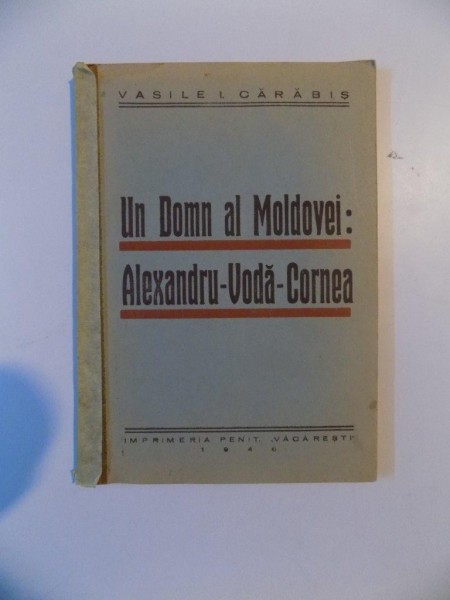 VASILE I. CĂRĂBIȘ
Un Domn al Moldovei:
Alexandru-Vodă-Cornea
IMPRIMERIA PENIT. „VĂCĂREȘTI"
1946